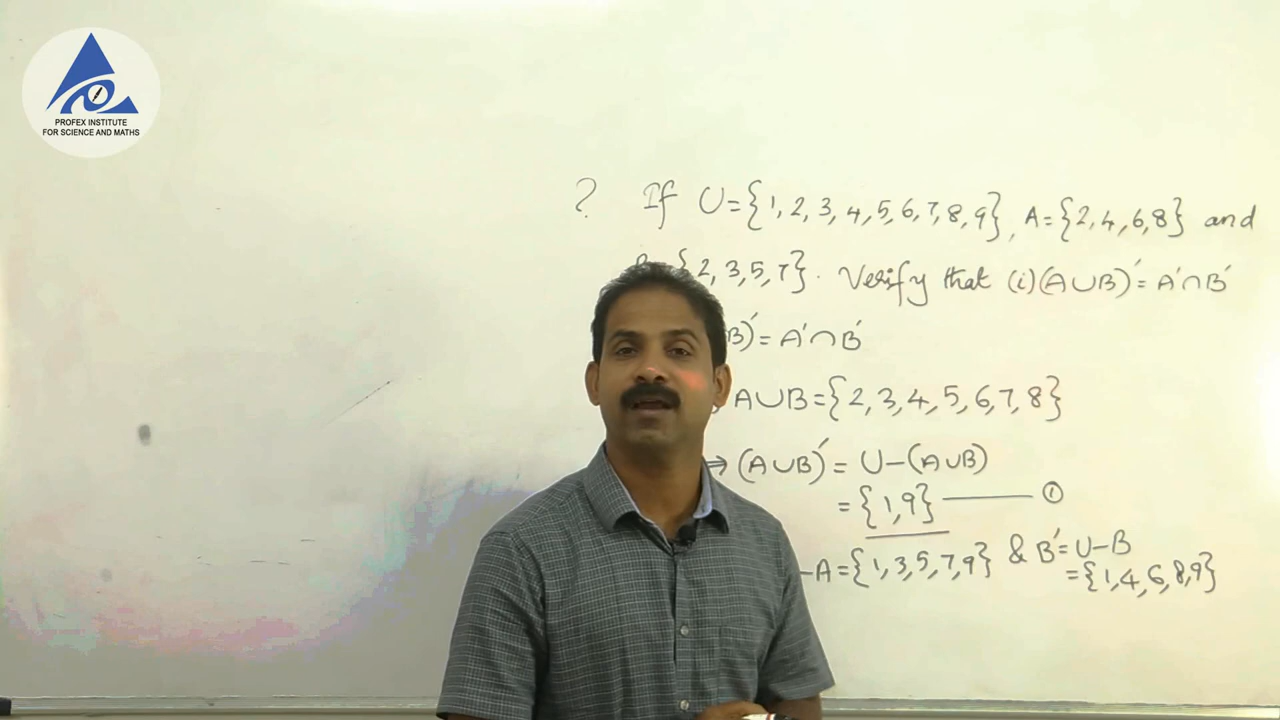 PROFEX INSTITUTE
FOR SCIENCE AND MATHS
? If U={1,2,3,4,5,6,7,8,9}, A={2,4,6,8} and
{2,3,5,7}. Verify that (i)(A∪B)′=A′∩B′
B)′=A′∩B′
A∪B={2,3,4,5,6,7,8}
⇒(A∪B)′= U-(A∪B)
={1,9} —— ①
-A={1,3,5,7,9} & B′=U-B
={1,4,6,8,9}